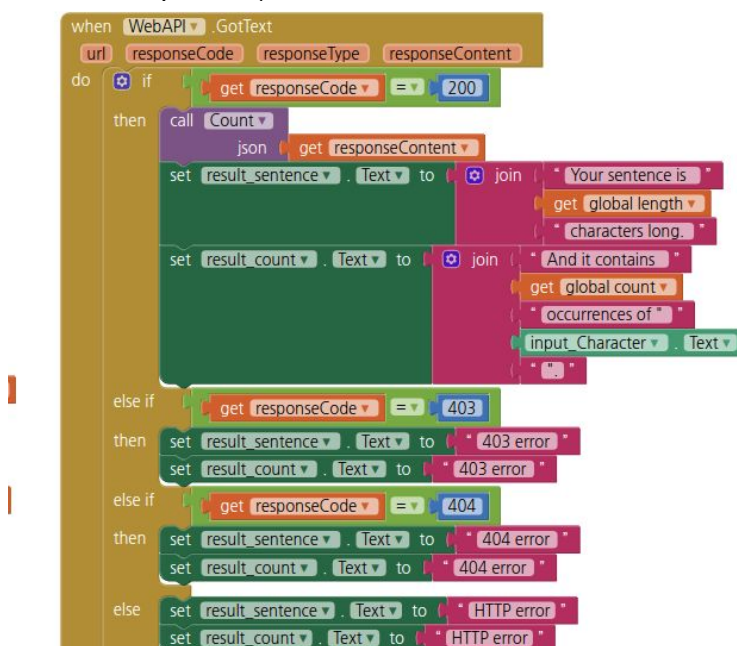 when WebAPI .GotText
url responseCode responseType responseContent
do if get responseCode = 200
then call Count
json get responseContent
set result_sentence . Text to join " Your sentence is "
get global length
" characters long. "
set result_count . Text to join " And it contains "
get global count
" occurrences of " "
input_Character . Text
" ". "
else if get responseCode = 403
then set result_sentence . Text to " 403 error "
set result_count . Text to " 403 error "
else if get responseCode = 404
then set result_sentence . Text to " 404 error "
set result_count . Text to " 404 error "
else set result_sentence . Text to " HTTP error "
set result_count . Text to " HTTP error "